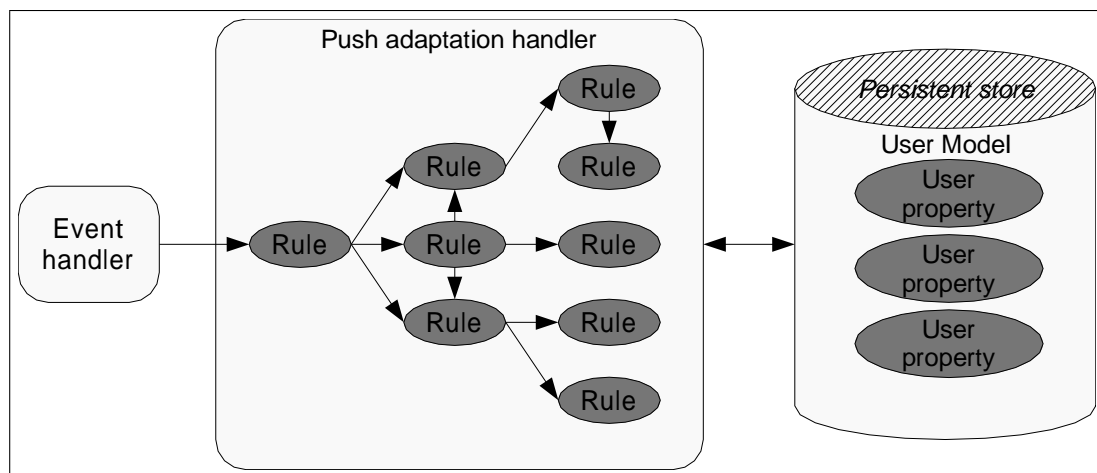 Push adaptation handler
Event
handler
Rule
Rule
Rule
Rule
Rule
Rule
Rule
Rule
Rule
Persistent store
User Model
User
property
User
property
User
property